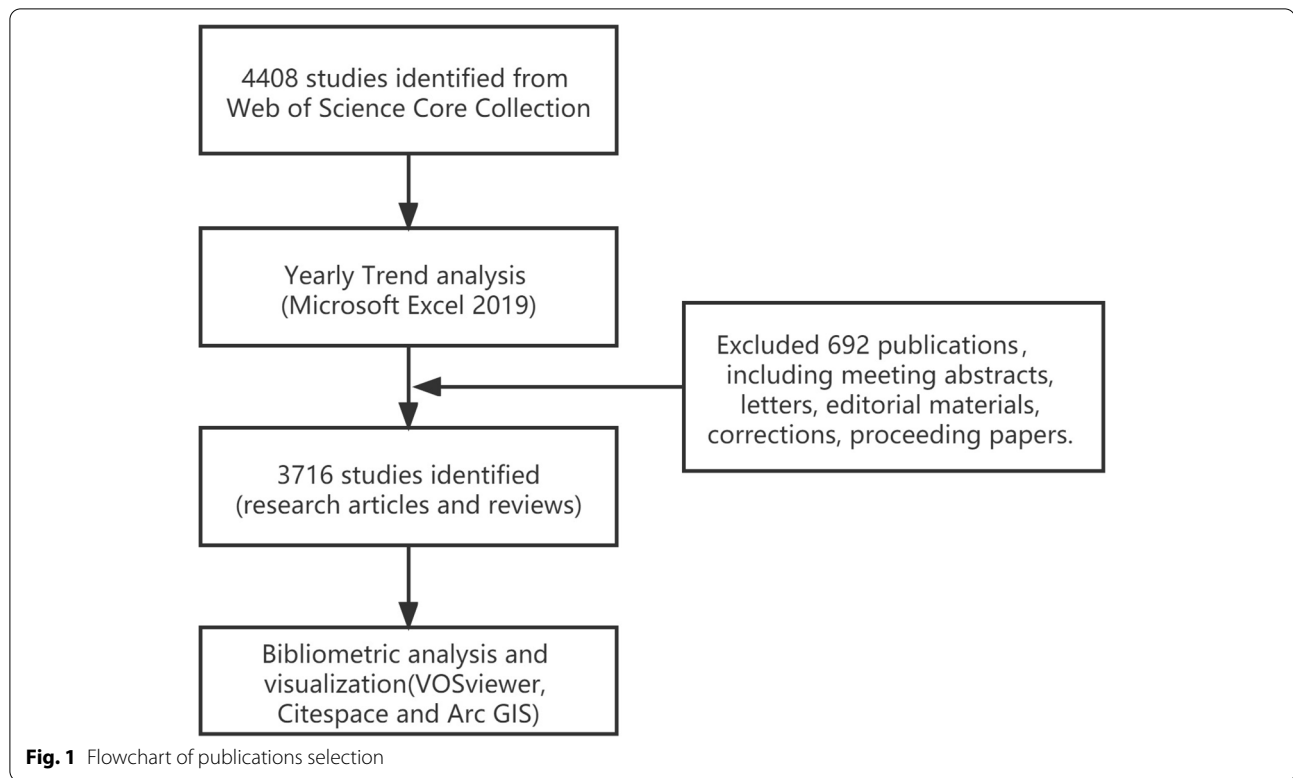 4408 studies identified from
Web of Science Core Collection
Yearly Trend analysis
(Microsoft Excel 2019)
Excluded 692 publications,
including meeting abstracts,
letters, editorial materials,
corrections, proceeding papers.
3716 studies identified
(research articles and reviews)
Bibliometric analysis and
visualization(VOSviewer,
Citespace and Arc GIS)
Fig. 1 Flowchart of publications selection